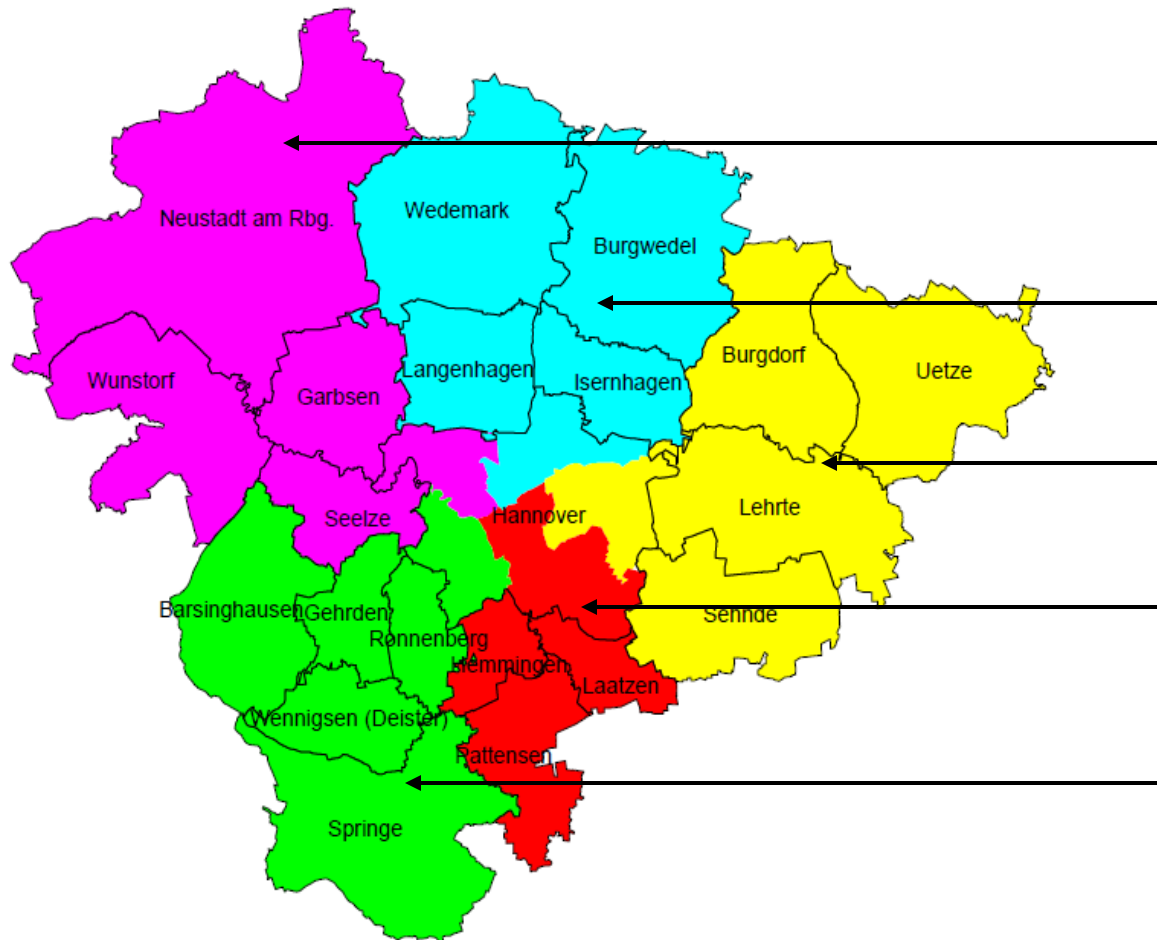 Neustadt am Rbg.
Wedemark
Burgwedel
Wunstorf
Garbsen
Langenhagen
Isernhagen
Burgdorf
Uetze
Seelze
Hannover
Lehrte
Barsinghausen
Gehrden
Ronnenberg
Hemmingen
Laatzen
Sehnde
Wennigsen (Deister)
Pattensen
Springe